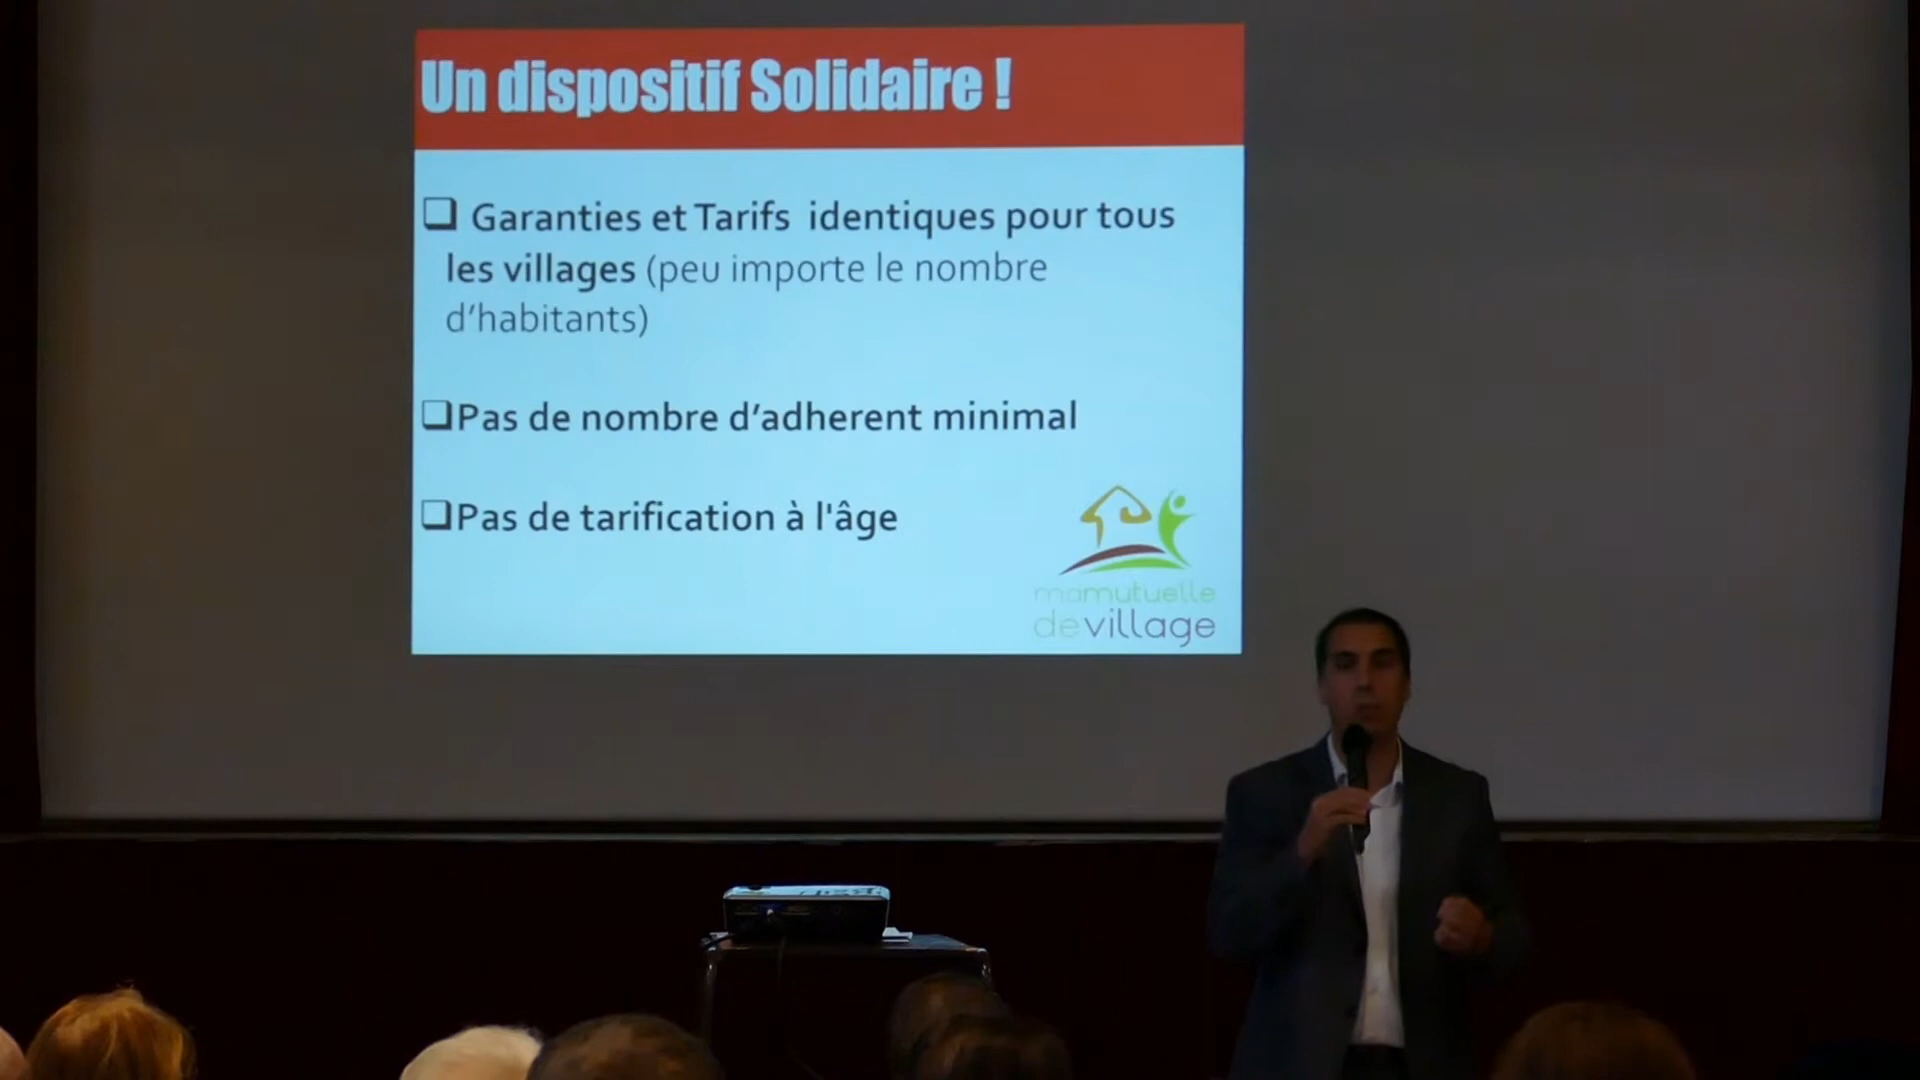 Un dispositif Solidaire !
Garanties et Tarifs identiques pour tous
les villages (peu importe le nombre
d’habitants)
Pas de nombre d’adherent minimal
Pas de tarification à l'âge
mamutuelle
devillage